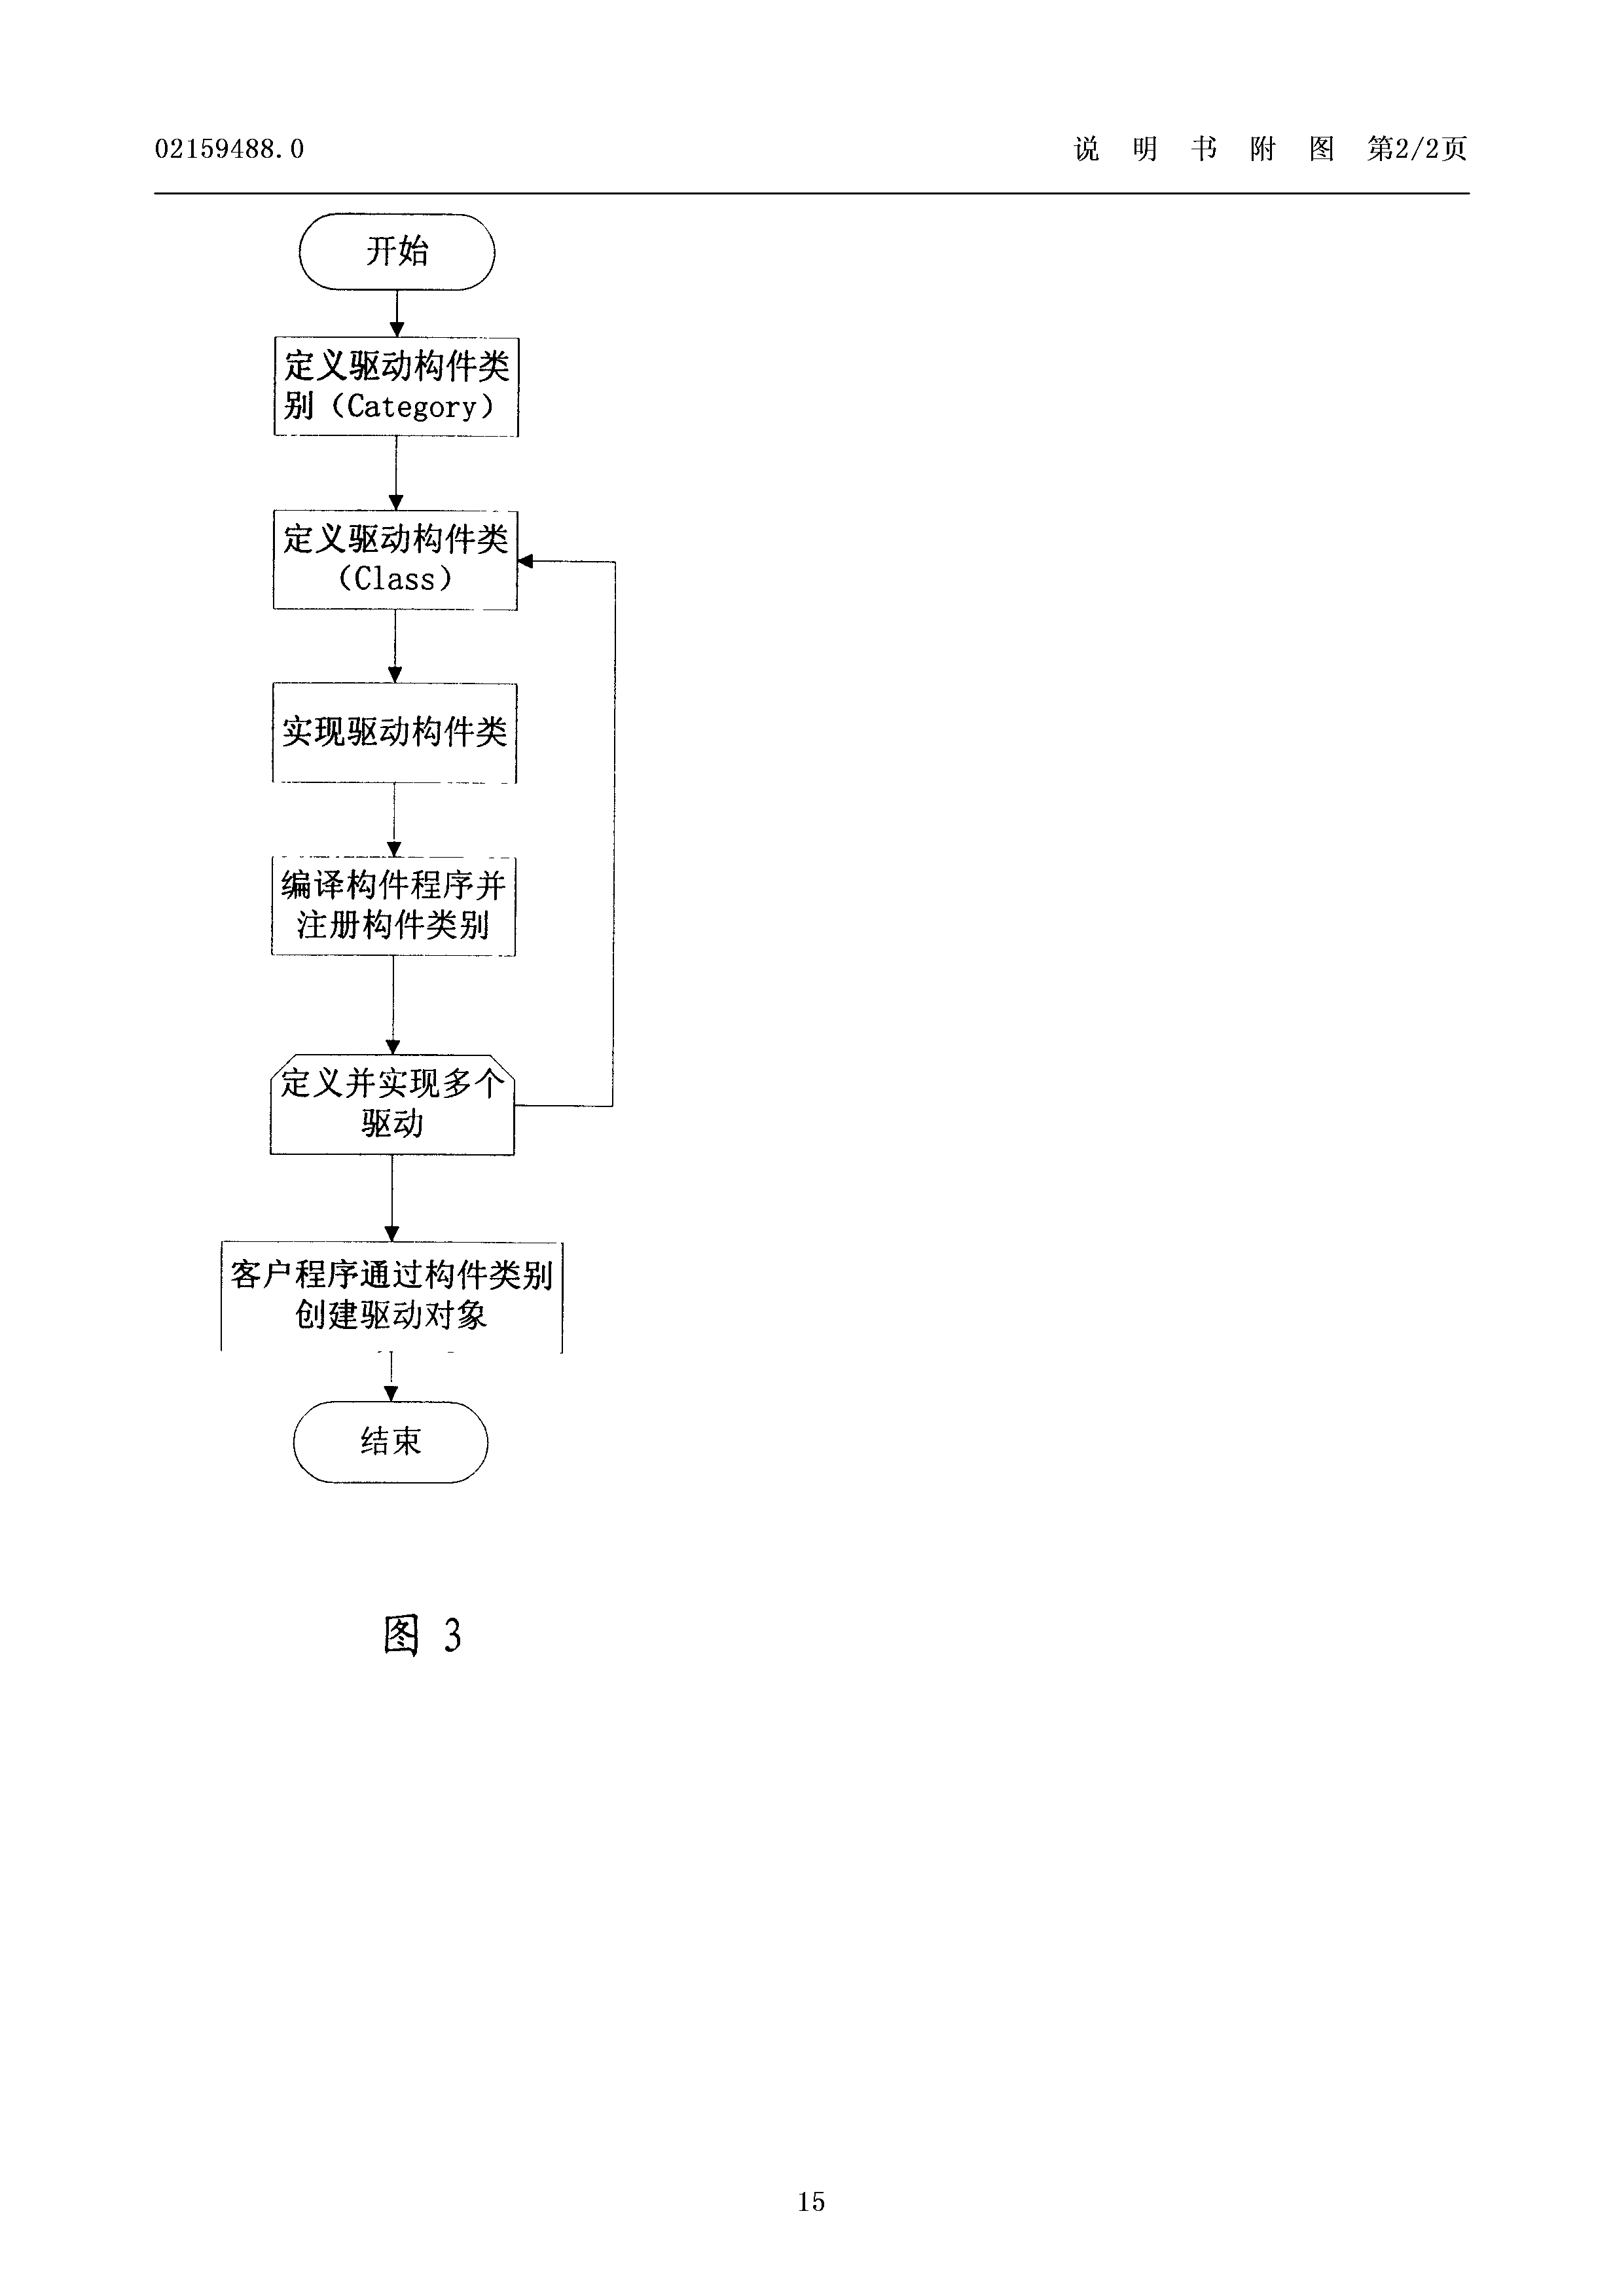 02159488.0
说 明 书 附 图 第2/2页
开始
定义驱动构件类
别（Category）
定义驱动构件类
（Class）
实现驱动构件类
编译构件程序并
注册构件类别
定义并实现多个
驱动
客户程序通过构件类别
创建驱动对象
结束
图 3
15